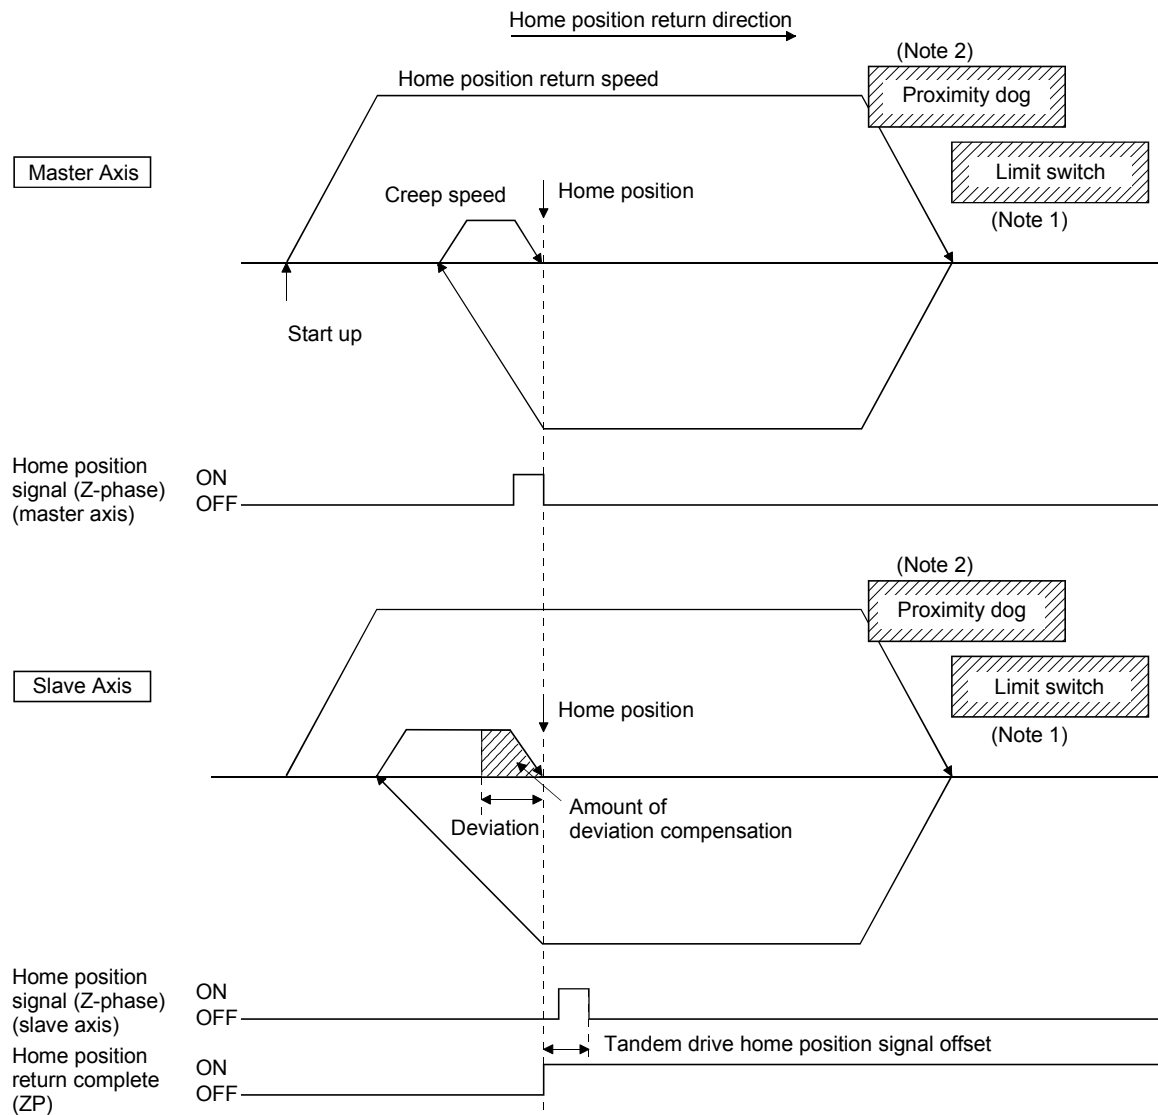 Home position return direction
(Note 2)
Home position return speed
Proximity dog
Master Axis
Limit switch
Creep speed
Home position
(Note 1)
Start up
Home position
signal (Z-phase)
(master axis)
ON
OFF
(Note 2)
Proximity dog
Slave Axis
Limit switch
Home position
(Note 1)
Amount of
deviation compensation
Deviation
Home position
signal (Z-phase)
(slave axis)
ON
OFF
Tandem drive home position signal offset
Home position
return complete
(ZP)
ON
OFF